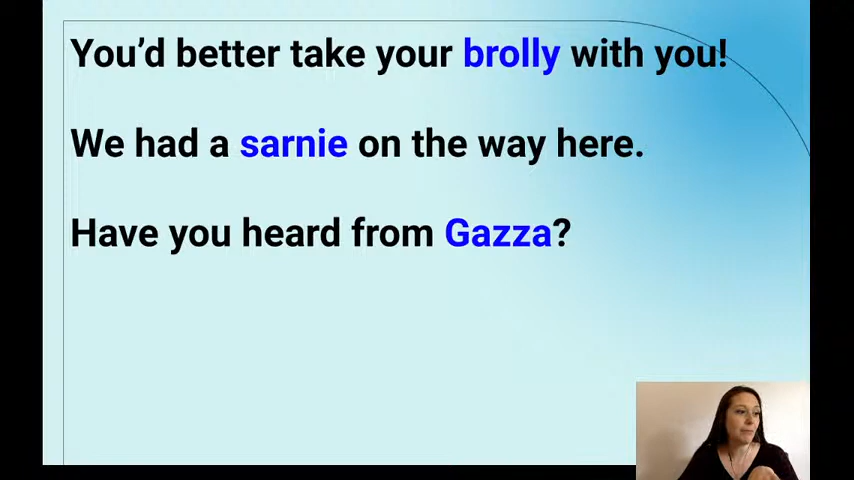 You’d better take your brolly with you!
We had a sarnie on the way here.
Have you heard from Gazza?